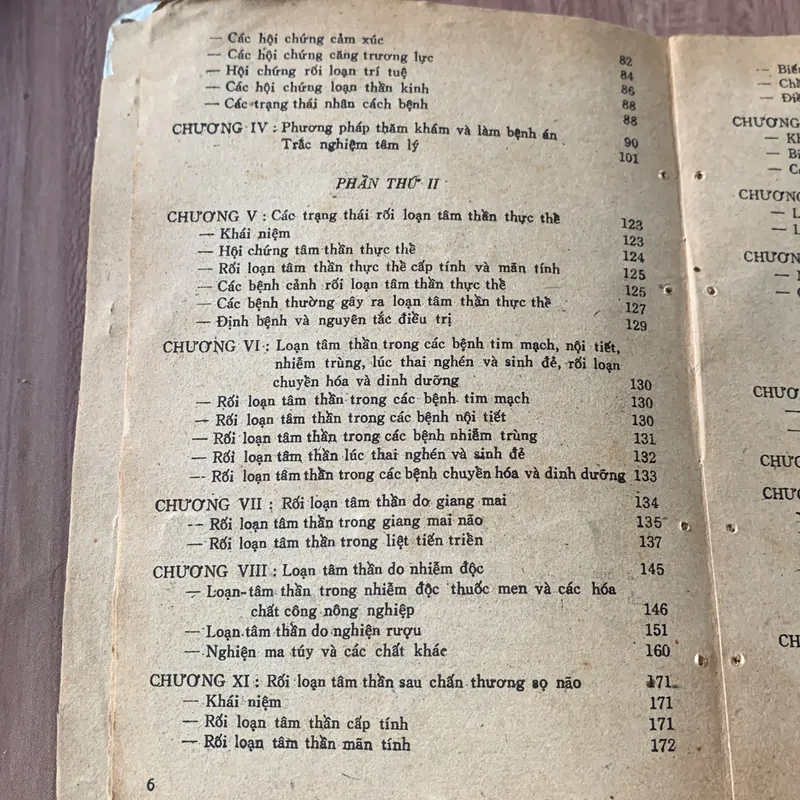 — Các hội chứng cảm xúc
— Các hội chứng căng trương lực 82
— Hội chứng rối loạn trí tuệ 84
— Các hội chứng loạn thần kinh 86
— Các trạng thái nhân cách bệnh 88
88
CHƯƠNG IV : Phương pháp thăm khám và làm bệnh án 90
Trắc nghiệm tâm lý 101
PHẦN THỨ II
CHƯƠNG V : Các trạng thái rối loạn tâm thần thực thể 123
— Khái niệm 123
— Hội chứng tâm thần thực thể 124
— Rối loạn tâm thần thực thể cấp tính và mãn tính 125
— Các bệnh cảnh rối loạn tâm thần thực thể 125
— Các bệnh thường gây ra loạn tâm thần thực thể 127
— Định bệnh và nguyên tắc điều trị 129
CHƯƠNG VI : Loạn tâm thần trong các bệnh tim mạch, nội tiết,
nhiễm trùng, lúc thai nghén và sinh đẻ, rối loạn
chuyển hóa và dinh dưỡng 130
— Rối loạn tâm thần trong các bệnh tim mạch 130
— Rối loạn tâm thần trong các bệnh nội tiết 130
— Rối loạn tâm thần trong các bệnh nhiễm trùng 131
— Rối loạn tâm thần lúc thai nghén và sinh đẻ 132
— Rối loạn tâm thần trong các bệnh chuyển hóa và dinh dưỡng 133
CHƯƠNG VII : Rối loạn tâm thần do giang mai 134
— Rối loạn tâm thần trong giang mai não 135
— Rối loạn tâm thần trong liệt tiến triển 137
CHƯƠNG VIII : Loạn tâm thần do nhiễm độc 145
— Loạn tâm thần trong nhiễm độc thuốc men và các hóa
chất công nông nghiệp 146
— Loạn tâm thần do nghiện rượu 151
— Nghiện ma túy và các chất khác 160
CHƯƠNG XI : Rối loạn tâm thần sau chấn thương sọ não 171
— Khái niệm 171
— Rối loạn tâm thần cấp tính 171
— Rối loạn tâm thần mãn tính 172
6
CHƯƠNG
CHƯƠNG
CHƯƠNG